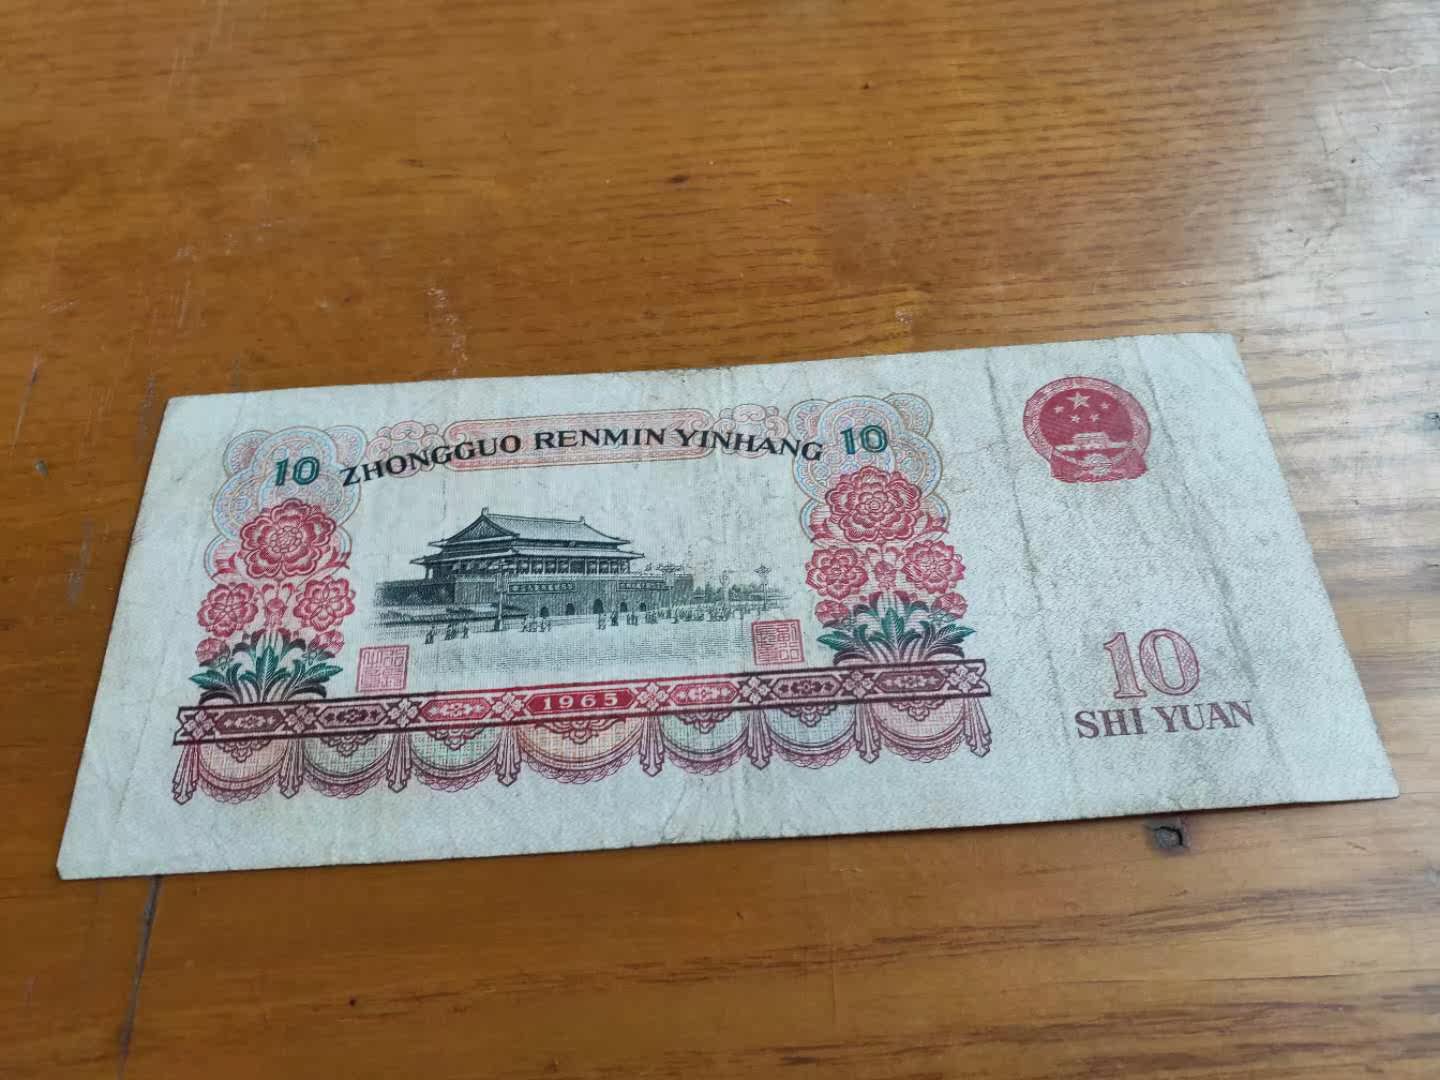 10 ZHONGGUO RENMIN YINHANG 10
1965
10
SHI YUAN